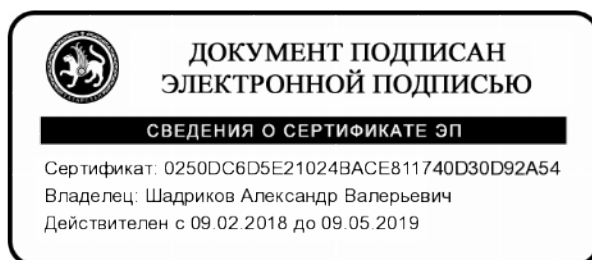 ДОКУМЕНТ ПОДПИСАН
ЭЛЕКТРОННОЙ ПОДПИСЬЮ
СВЕДЕНИЯ О СЕРТИФИКАТЕ ЭП
Сертификат: 0250DC6D5E21024BACE811740D30D92A54
Владелец: Шадриков Александр Валерьевич
Действителен с 09.02.2018 до 09.05.2019